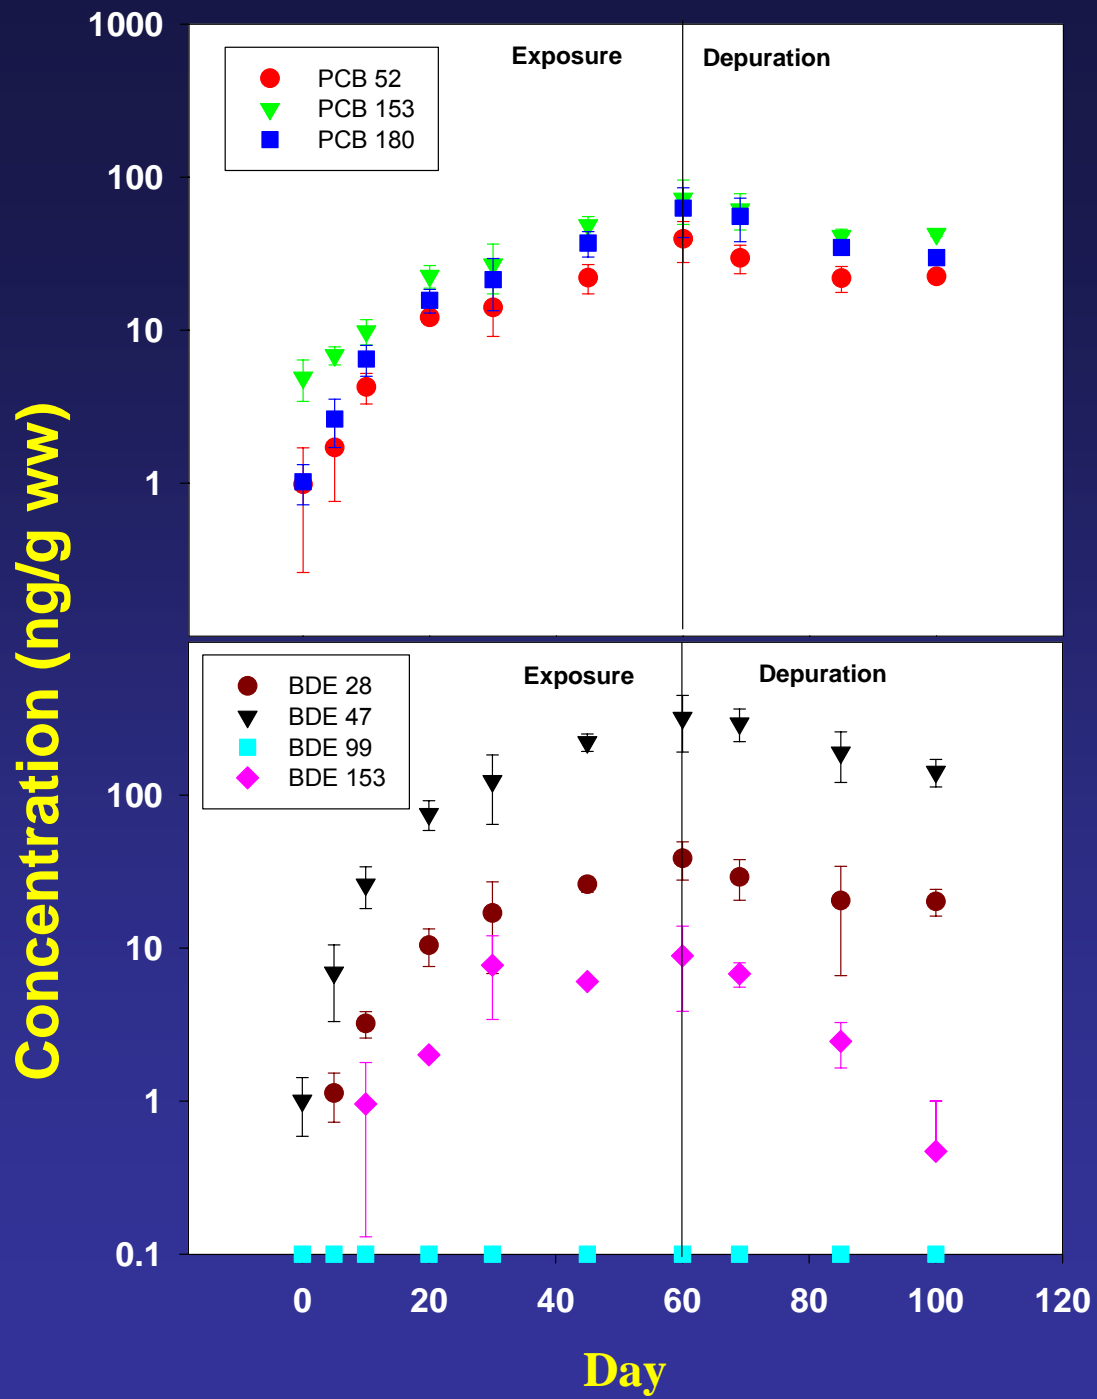 1000
Exposure
Depuration
PCB 52
PCB 153
PCB 180
100
10
1
Concentration (ng/g ww)
Exposure
Depuration
BDE 28
BDE 47
BDE 99
BDE 153
100
10
1
0.1
0 20 40 60 80 100 120
Day